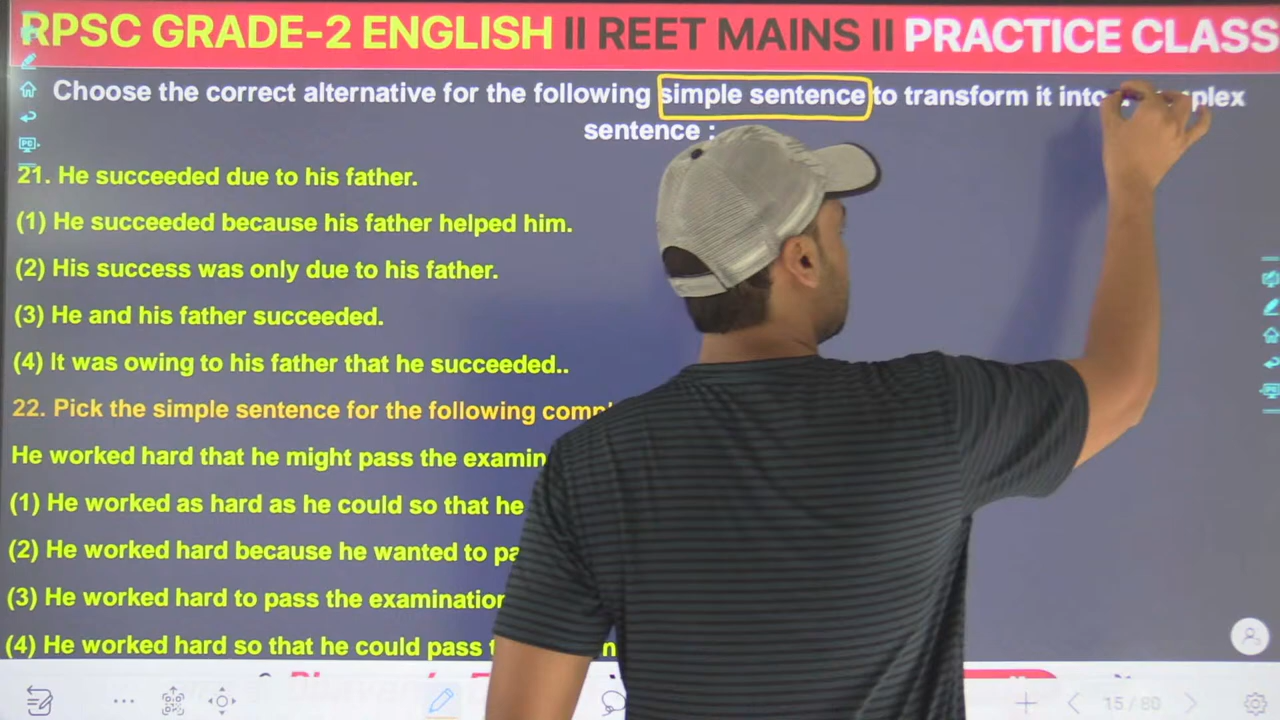 RPSC GRADE-2 ENGLISH II REET MAINS II PRACTICE CLASS
Choose the correct alternative for the following simple sentence to transform it into
sentence :
21. He succeeded due to his father.
(1) He succeeded because his father helped him.
(2) His success was only due to his father.
(3) He and his father succeeded.
(4) It was owing to his father that he succeeded..
22. Pick the simple sentence for the following
He worked hard that he might pass the
(1) He worked as hard as he could so that he
(2) He worked hard because he wanted to
(3) He worked hard to pass the
(4) He worked hard so that he could pass
15 / 80